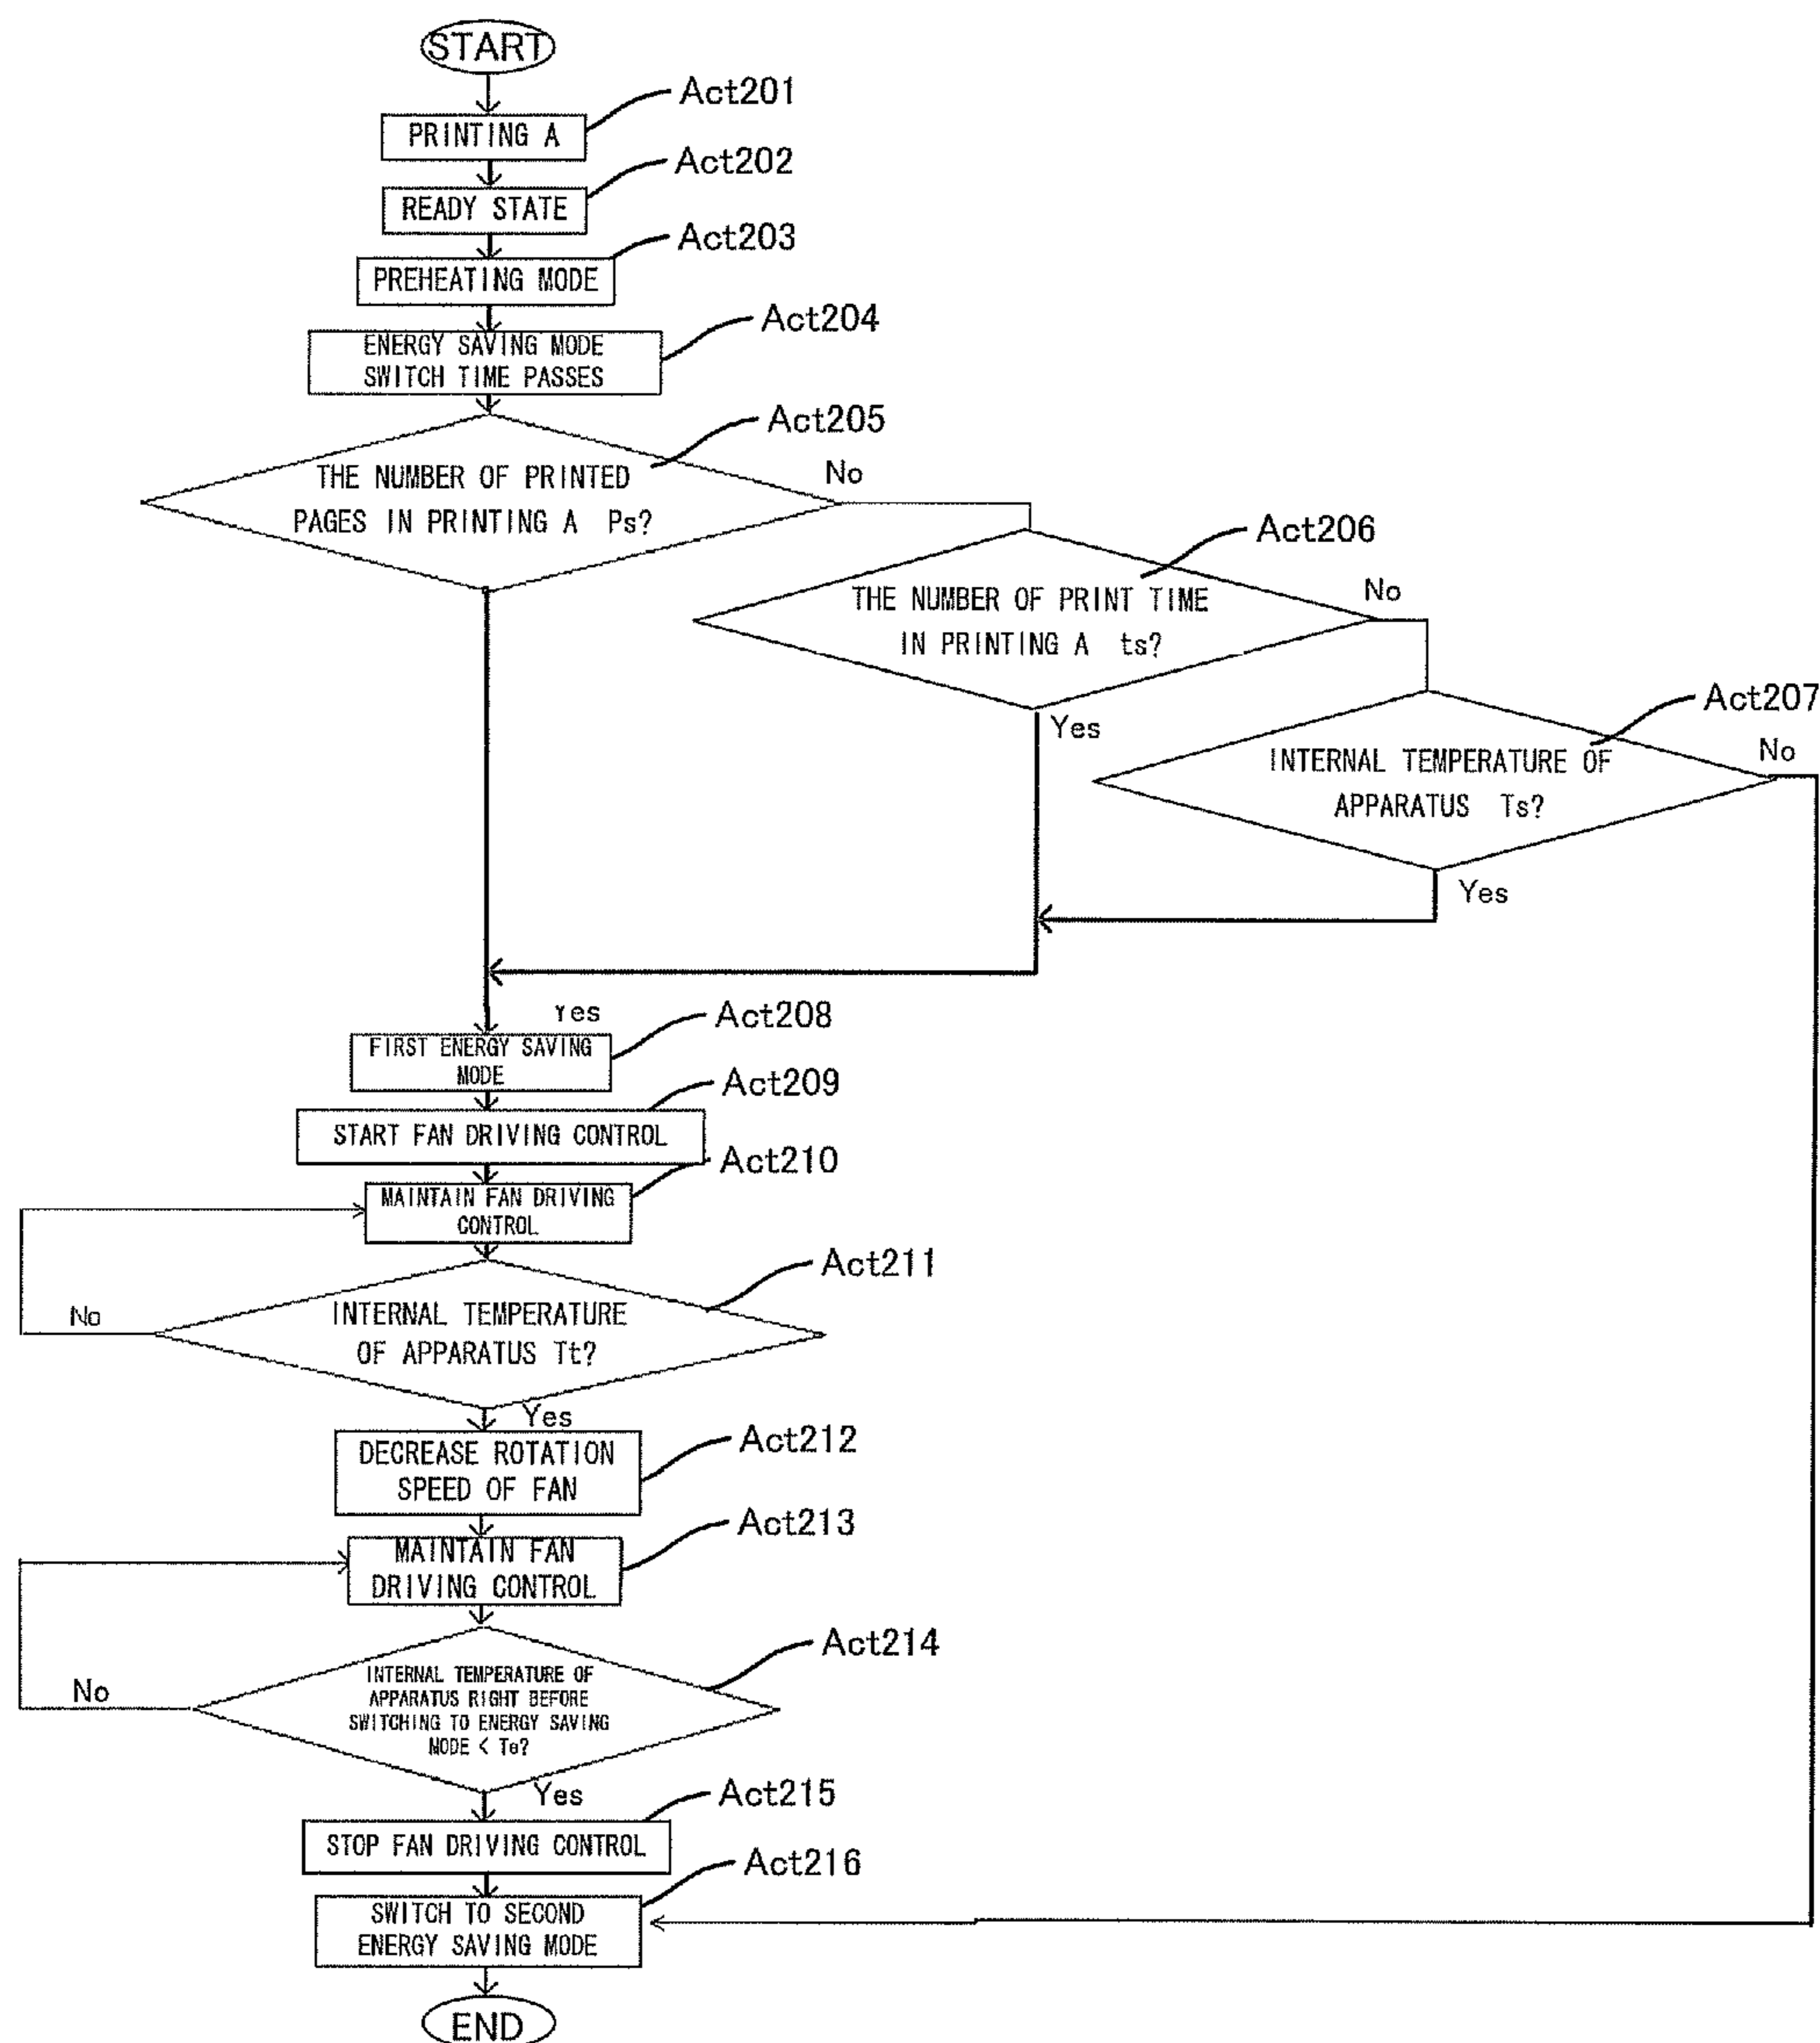 START
Act201
PRINTING A
Act202
READY STATE
Act203
PREHEATING MODE
Act204
ENERGY SAVING MODE
SWITCH TIME PASSES
Act205
THE NUMBER OF PRINTED
PAGES IN PRINTING A Ps?
No
Act206
THE NUMBER OF PRINT TIME
IN PRINTING A ts?
No
Act207
INTERNAL TEMPERATURE OF
APPARATUS Ts?
No
Yes
Yes
Yes
Act208
FIRST ENERGY SAVING
MODE
Act209
START FAN DRIVING CONTROL
Act210
MAINTAIN FAN DRIVING
CONTROL
Act211
INTERNAL TEMPERATURE
OF APPARATUS Tt?
No
Yes
Act212
DECREASE ROTATION
SPEED OF FAN
Act213
MAINTAIN FAN
DRIVING CONTROL
Act214
INTERNAL TEMPERATURE OF
APPARATUS RIGHT BEFORE
SWITCHING TO ENERGY SAVING
MODE < Te?
No
Yes
Act215
STOP FAN DRIVING CONTROL
Act216
SWITCH TO SECOND
ENERGY SAVING MODE
END